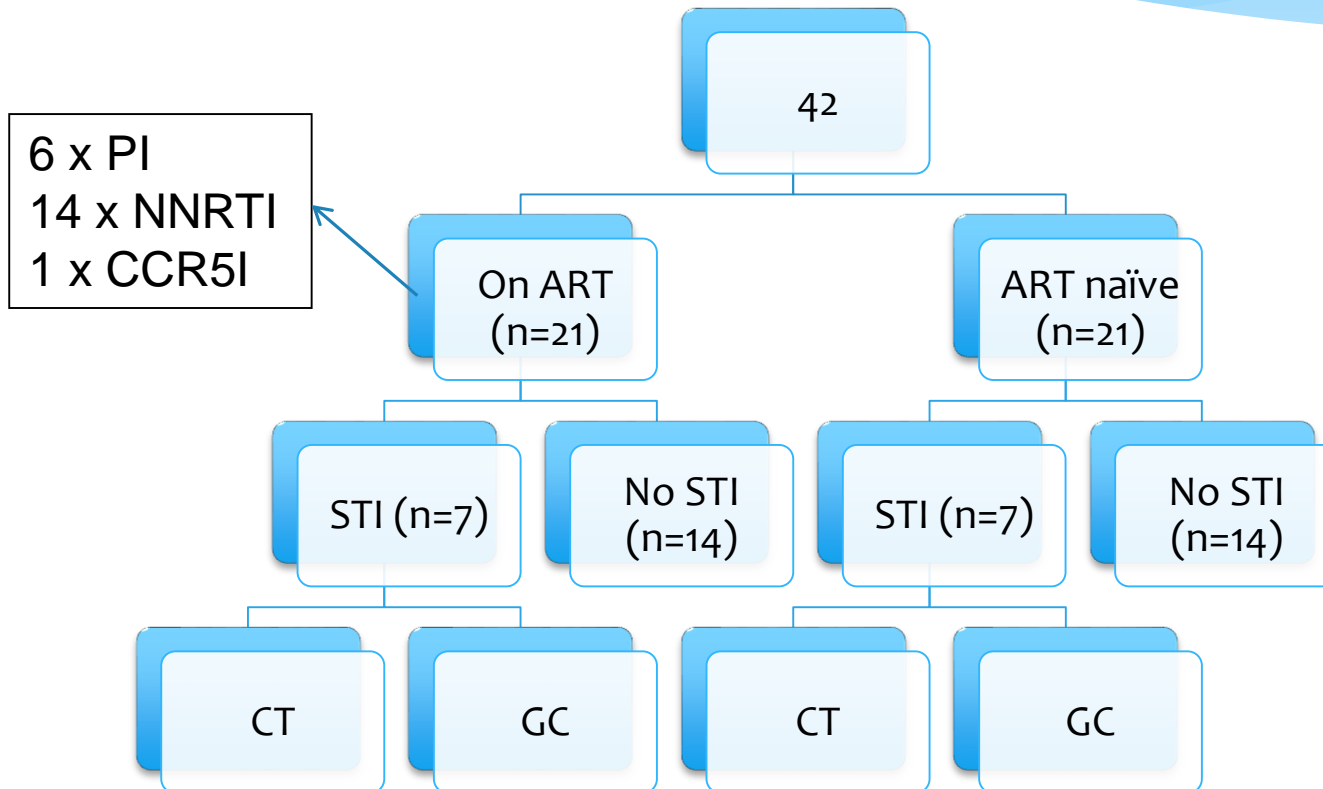 42
6 x PI
14 x NNRTI
1 x CCR5I
On ART
(n=21)
ART naïve
(n=21)
STI (n=7)
No STI
(n=14)
STI (n=7)
No STI
(n=14)
CT
GC
CT
GC